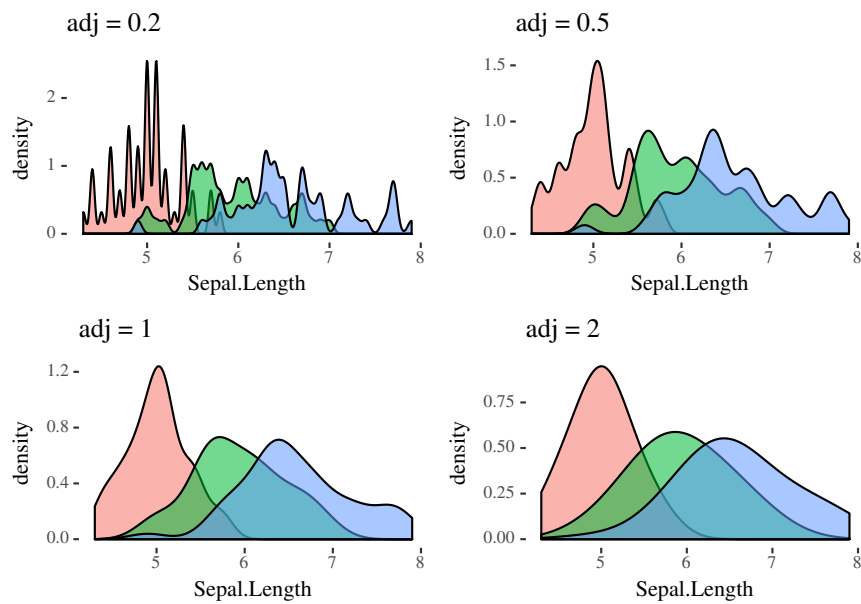 adj = 0.2
density
2
1
0
5 6 7 8
Sepal.Length
adj = 0.5
density
1.5
1.0
0.5
0.0
5 6 7 8
Sepal.Length
adj = 1
density
1.2
0.8
0.4
0.0
5 6 7 8
Sepal.Length
adj = 2
density
0.75
0.50
0.25
0.00
5 6 7 8
Sepal.Length